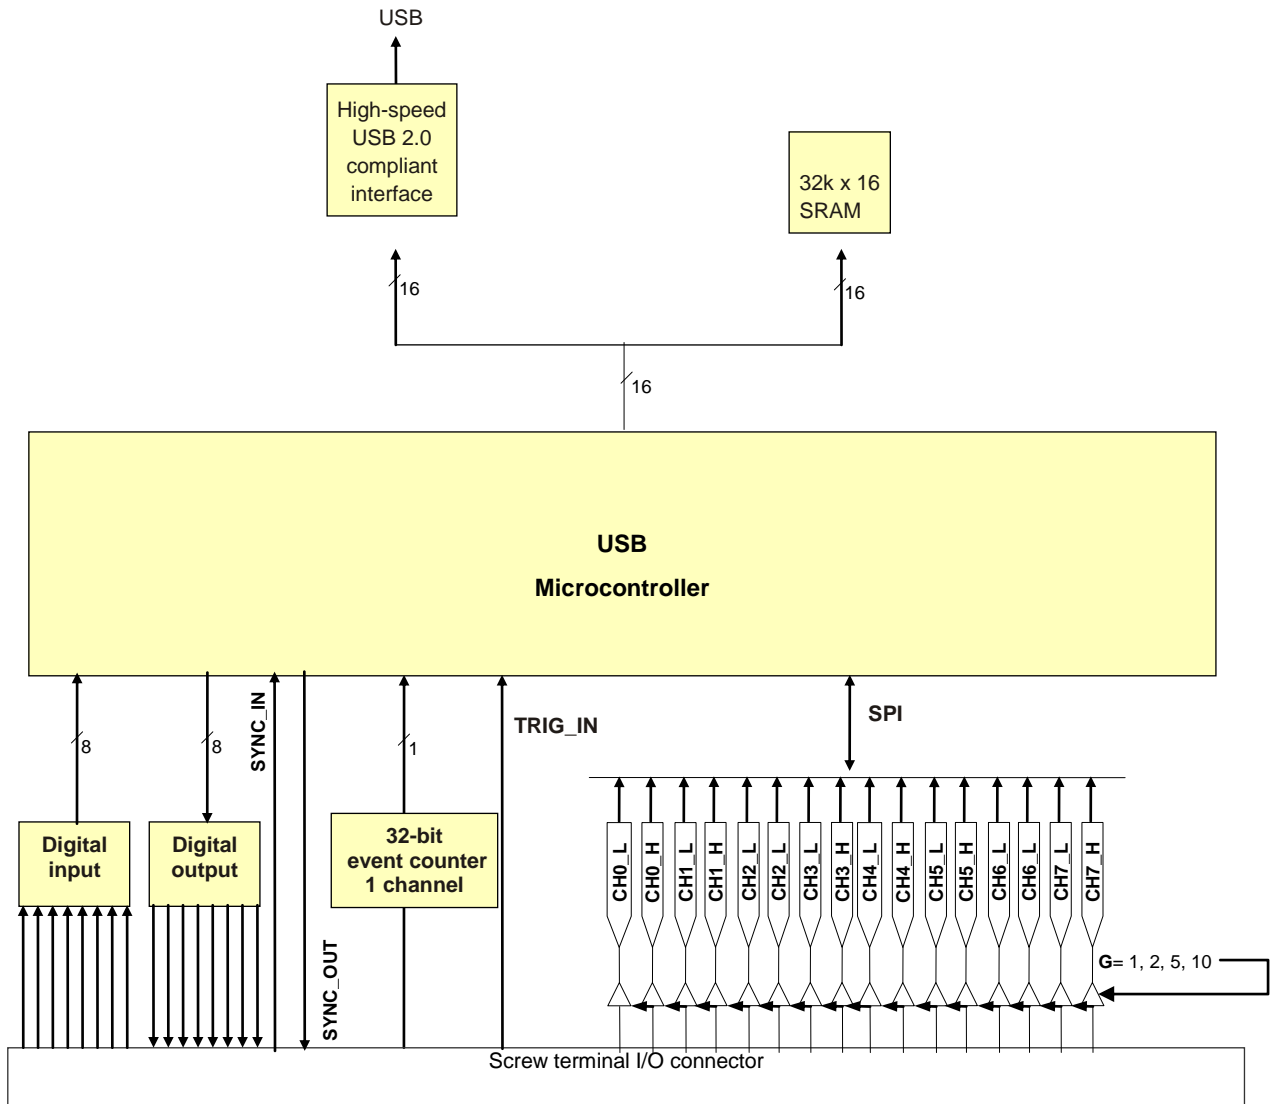 USB
High-speed
USB 2.0
compliant
interface
32k x 16
SRAM
16
16
16
USB
Microcontroller
8
8
SYNC_IN
SYNC_OUT
1
TRIG_IN
SPI
Digital
input
Digital
output
32-bit
event counter
1 channel
CH0_L
CH0_H
CH1_L
CH1_H
CH2_L
CH2_L
CH3_L
CH3_H
CH4_L
CH4_H
CH5_L
CH5_H
CH6_L
CH6_L
CH7_L
CH7_H
G= 1, 2, 5, 10
Screw terminal I/O connector